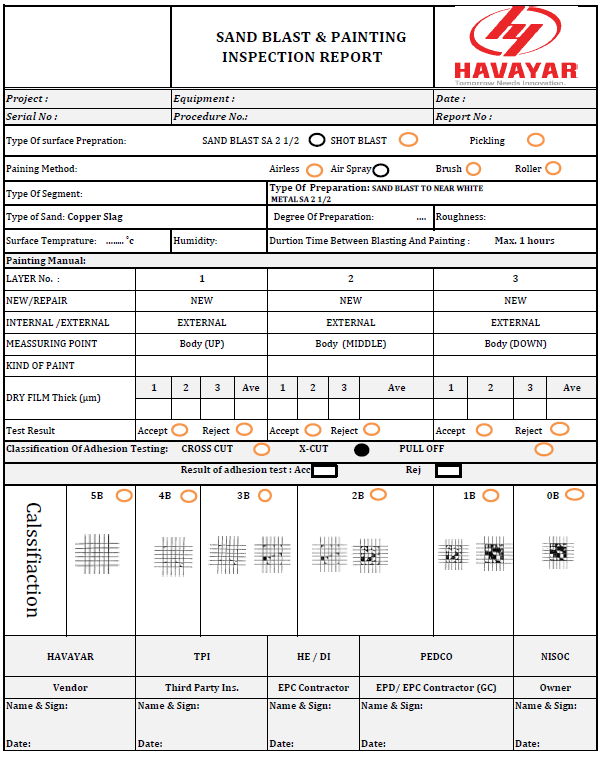 SAND BLAST & PAINTING
INSPECTION REPORT
HAVAYAR
Tomorrow Needs Innovation.
Project : Equipment : Date :
Serial No : Procedure No.: Report No :
Type Of surface Prepration: SAND BLAST SA 2 1/2 SHOT BLAST Pickling
Paining Method: Airless Air Spray Brush Roller
Type Of Segment: Type Of Preparation: SAND BLAST TO NEAR WHITE
METAL SA 2 1/2
Type of Sand: Copper Slag Degree Of Preparation: .... Roughness:
Surface Temprature: ........ °c Humidity: Durtion Time Between Blasting And Painting : Max. 1 hours
Painting Manual:
LAYER No. : 1 2 3
NEW/REPAIR NEW NEW NEW
INTERNAL /EXTERNAL EXTERNAL EXTERNAL EXTERNAL
MEASSURING POINT Body (UP) Body (MIDDLE) Body (DOWN)
KIND OF PAINT
DRY FILM Thick (μm) 1 2 3 Ave 1 2 3 Ave 1 2 3 Ave
Test Result Accept Reject Accept Reject Accept Reject
Classification Of Adhesion Testing: CROSS CUT X-CUT PULL OFF
Result of adhesion test : Acc Rej
Calssifiaction
5B 4B 3B 2B 1B 0B
HAVAYAR TPI HE / DI PEDCO NISOC
Vendor Third Party Ins. EPC Contractor EPD/ EPC Contractor (GC) Owner
Name & Sign: Name & Sign: Name & Sign: Name & Sign: Name & Sign:
Date: Date: Date: Date: Date: